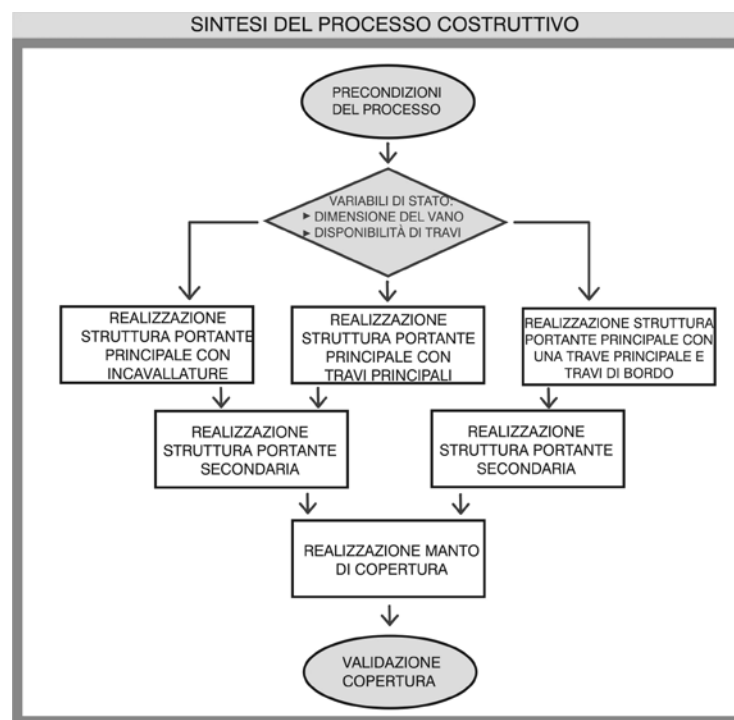 SINTESI DEL PROCESSO COSTRUTTIVO
PRECONDIZIONI
DEL PROCESSO
VARIABILI DI STATO:
▸ DIMENSIONE DEL VANO
▸ DISPONIBILITÀ DI TRAVI
REALIZZAZIONE
STRUTTURA PORTANTE
PRINCIPALE CON
INCAVALLATURE
REALIZZAZIONE
STRUTTURA PORTANTE
PRINCIPALE CON
TRAVI PRINCIPALI
REALIZZAZIONE STRUTTURA
PORTANTE PRINCIPALE CON
UNA TRAVE PRINCIPALE E
TRAVI DI BORDO
REALIZZAZIONE
STRUTTURA PORTANTE
SECONDARIA
REALIZZAZIONE
STRUTTURA PORTANTE
SECONDARIA
REALIZZAZIONE MANTO
DI COPERTURA
VALIDAZIONE
COPERTURA